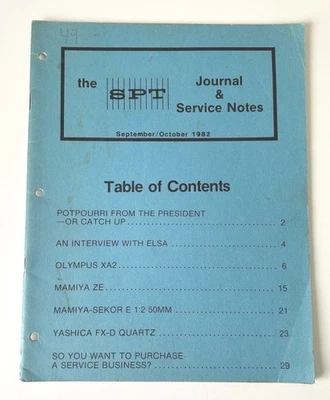 49
the SPT Journal
&
Service Notes
September/October 1982
Table of Contents
POTPOURRI FROM THE PRESIDENT
—OR CATCH UP 2
AN INTERVIEW WITH ELSA 4
OLYMPUS XA2 6
MAMIYA ZE 15
MAMIYA-SEKOR E 1:2 50MM 21
YASHICA FX-D QUARTZ 23
SO YOU WANT TO PURCHASE
A SERVICE BUSINESS? 29